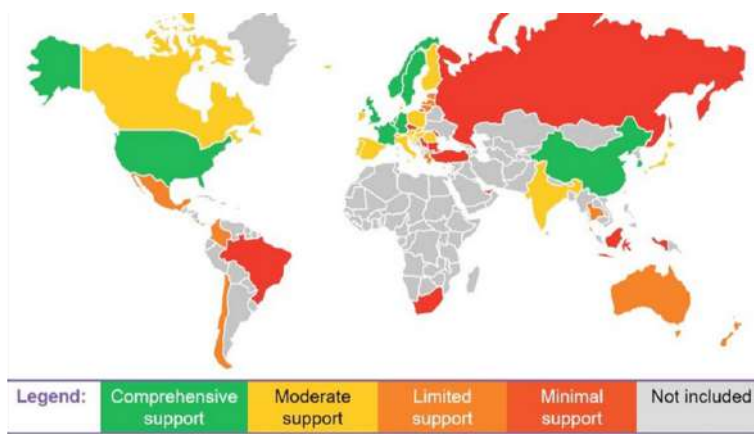 Legend:
Comprehensive
support
Moderate
support
Limited
support
Minimal
support
Not included